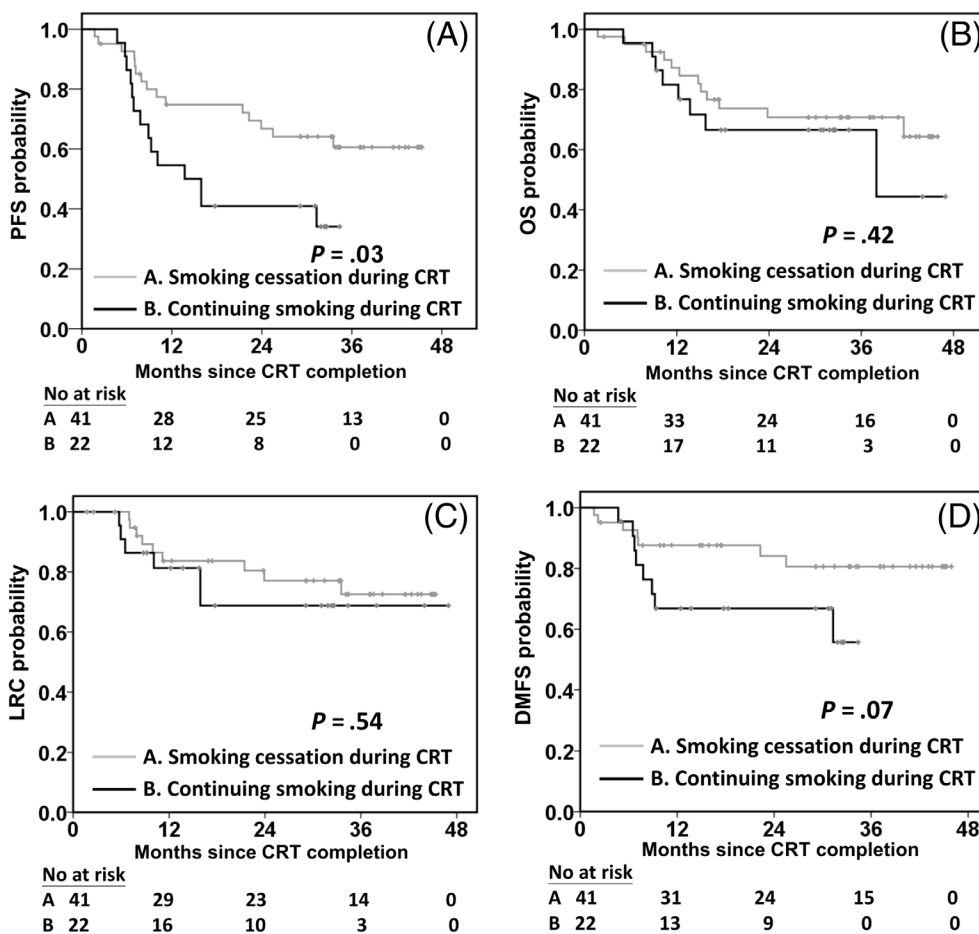 (A)
PFS probability
1.0
0.8
0.6
0.4
0.2
0.0
P = .03
A. Smoking cessation during CRT
B. Continuing smoking during CRT
0 12 24 36 48
Months since CRT completion
No at risk
A 41 28 25 13 0
B 22 12 8 0 0
(B)
OS probability
1.0
0.8
0.6
0.4
0.2
0.0
P = .42
A. Smoking cessation during CRT
B. Continuing smoking during CRT
0 12 24 36 48
Months since CRT completion
No at risk
A 41 33 24 16 0
B 22 17 11 3 0
(C)
LRC probability
1.0
0.8
0.6
0.4
0.2
0.0
P = .54
A. Smoking cessation during CRT
B. Continuing smoking during CRT
0 12 24 36 48
Months since CRT completion
No at risk
A 41 29 23 14 0
B 22 16 10 3 0
(D)
DMFS probability
1.0
0.8
0.6
0.4
0.2
0.0
P = .07
A. Smoking cessation during CRT
B. Continuing smoking during CRT
0 12 24 36 48
Months since CRT completion
No at risk
A 41 31 24 15 0
B 22 13 9 0 0